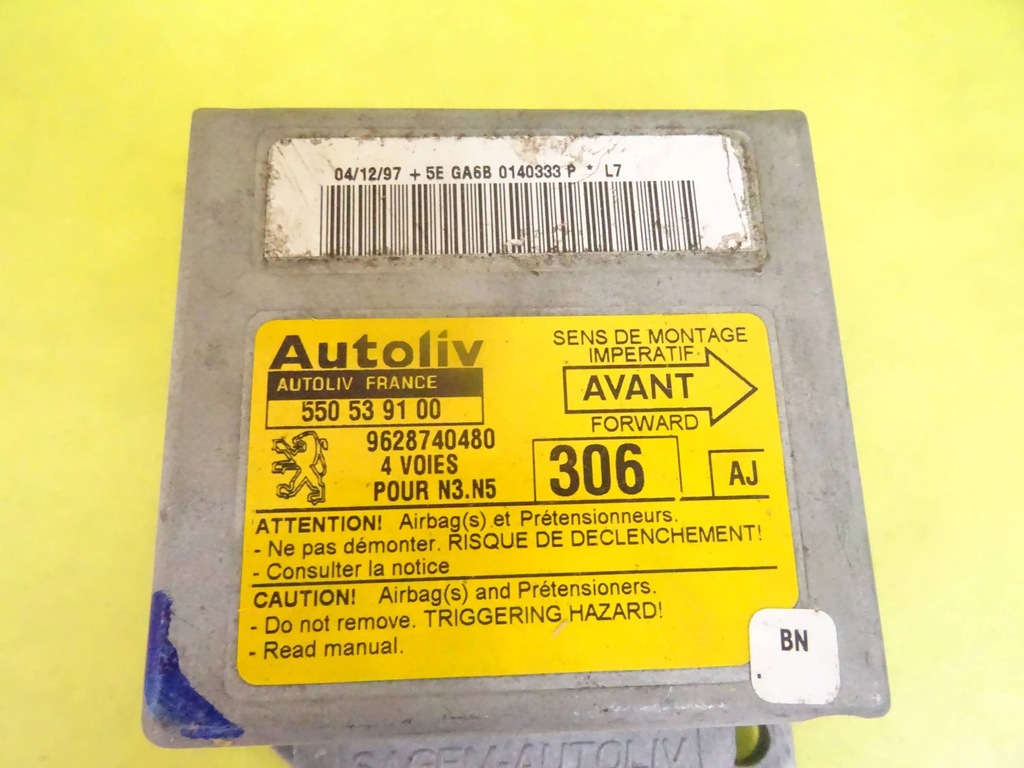 04/12/97 + 5E GA6B 0140333 P * L7
Autoliv
AUTOLIV FRANCE
550 53 91 00
9628740480
4 VOIES
POUR N3.N5
SENS DE MONTAGE
IMPERATIF
AVANT
FORWARD
306
AJ
ATTENTION! Airbag(s) et Prétensionneurs.
- Ne pas démonter. RISQUE DE DECLENCHEMENT!
- Consulter la notice
CAUTION! Airbag(s) and Prétensioners.
- Do not remove. TRIGGERING HAZARD!
- Read manual.
BN
SAGEM-AUTOLIV